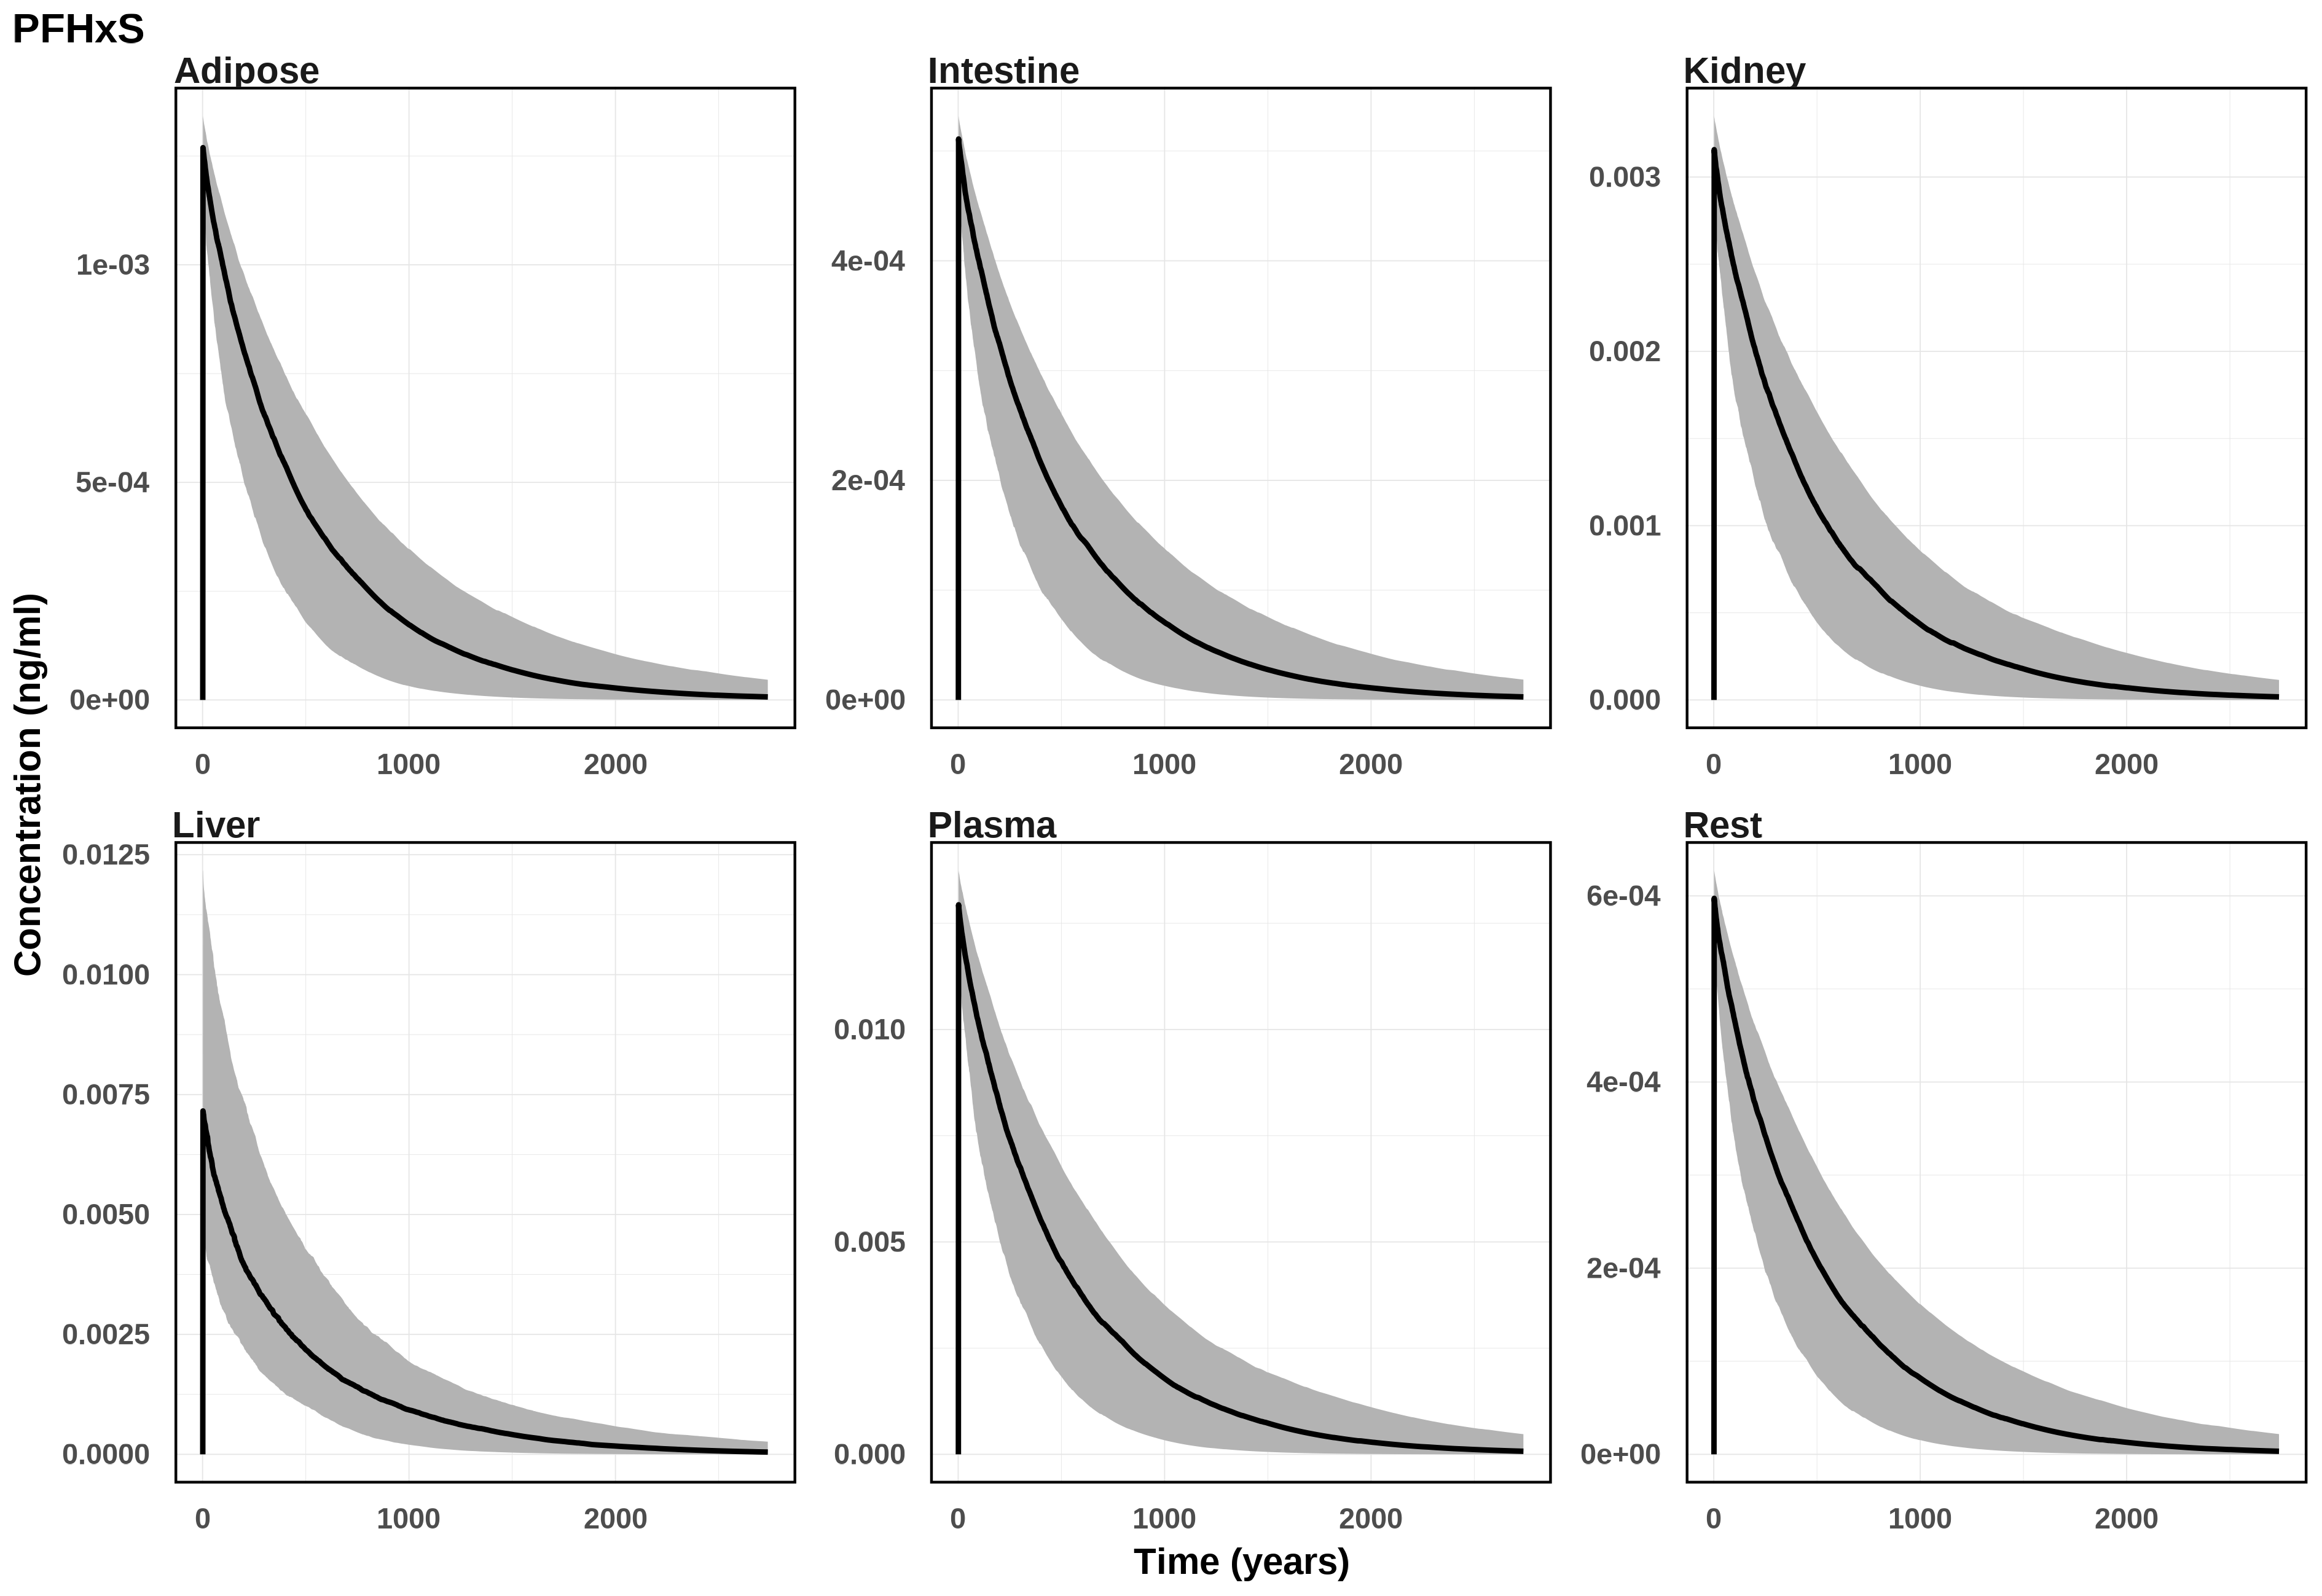 PFHxS
Adipose
Intestine
Kidney
1e-03
5e-04
0e+00
4e-04
2e-04
0e+00
0.003
0.002
0.001
0.000
0 1000 2000
0 1000 2000
0 1000 2000
Concentration (ng/ml)
Liver
Plasma
Rest
0.0125
0.0100
0.0075
0.0050
0.0025
0.0000
0.010
0.005
0.000
6e-04
4e-04
2e-04
0e+00
0 1000 2000
0 1000 2000
0 1000 2000
Time (years)